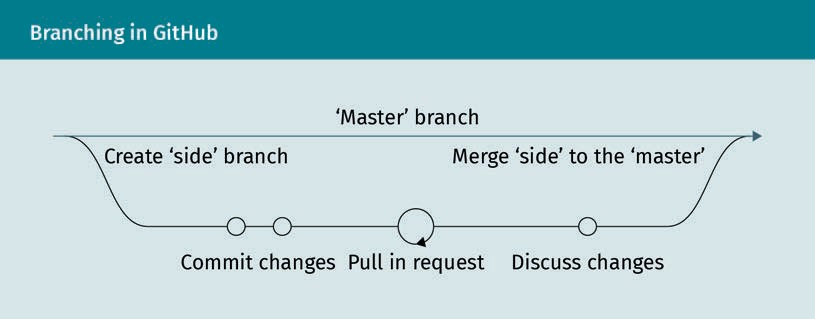 Branching in GitHub
‘Master’ branch
Create ‘side’ branch
Merge ‘side’ to the ‘master’
Commit changes
Pull in request
Discuss changes